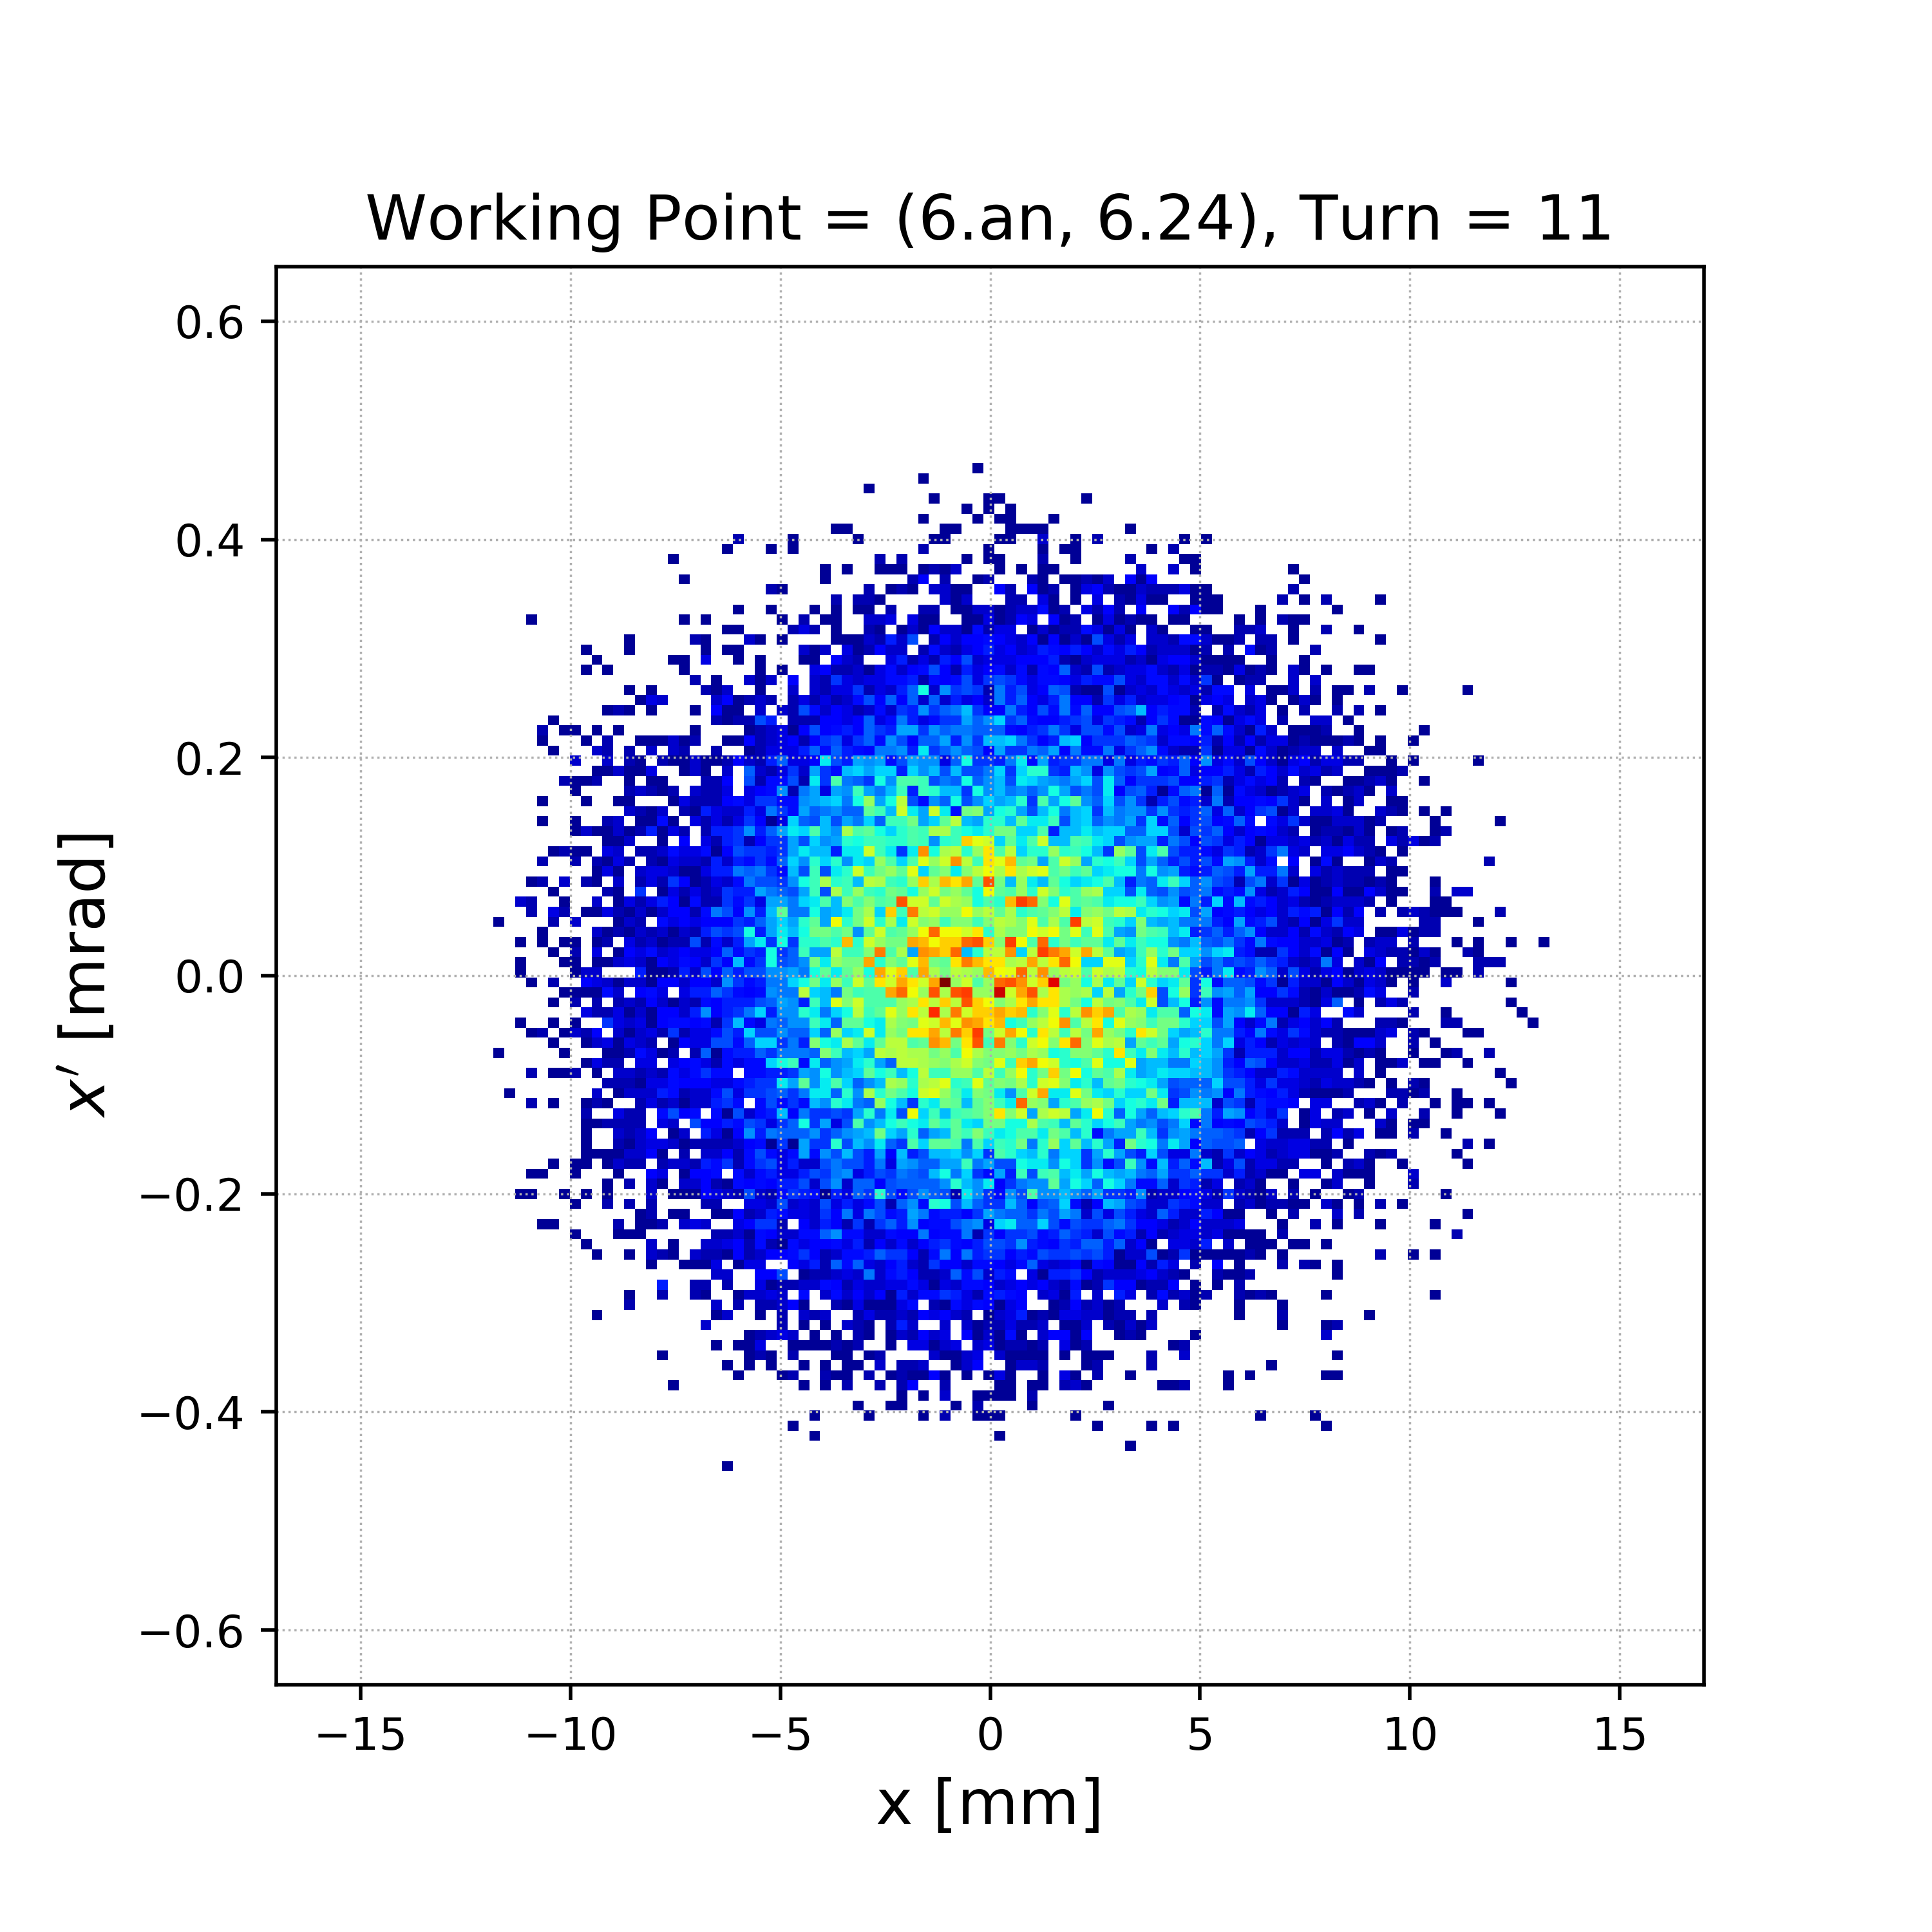 Working Point = (6.an, 6.24), Turn = 11
0.6
0.4
0.2
0.0
−0.2
−0.4
−0.6
x′ [mrad]
−15 −10 −5 0 5 10 15
x [mm]